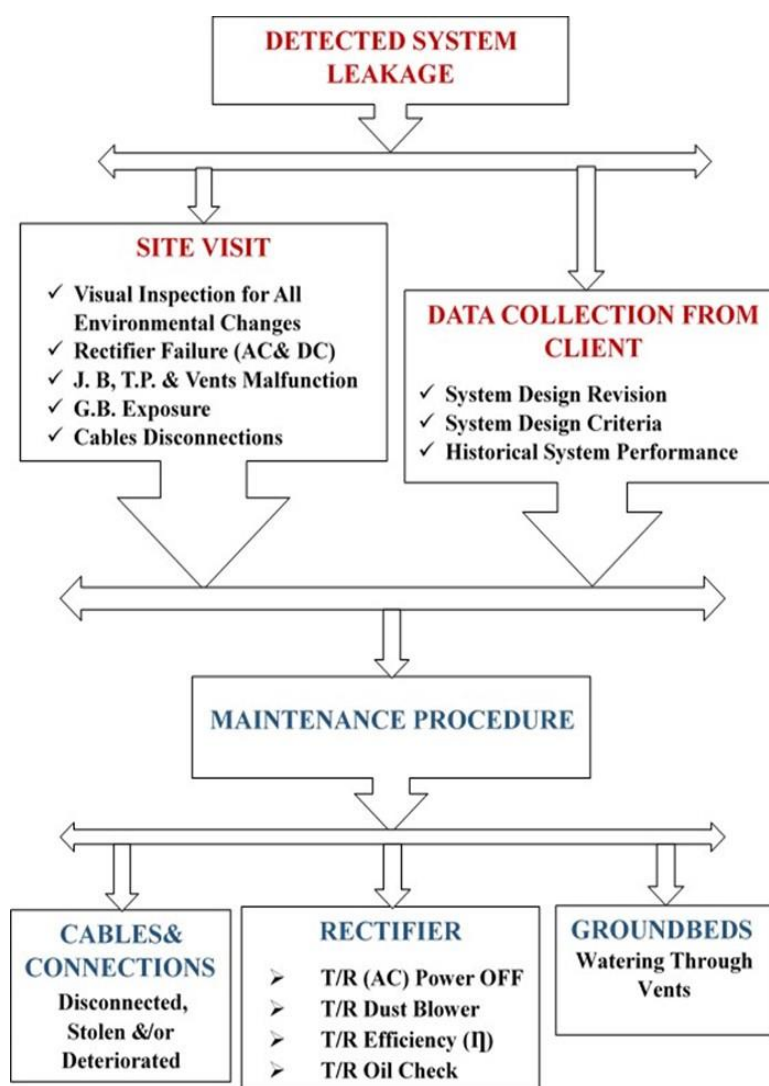 DETECTED SYSTEM
LEAKAGE
SITE VISIT
✓ Visual Inspection for All
Environmental Changes
✓ Rectifier Failure (AC& DC)
✓ J. B, T.P. & Vents Malfunction
✓ G.B. Exposure
✓ Cables Disconnections
DATA COLLECTION FROM
CLIENT
✓ System Design Revision
✓ System Design Criteria
✓ Historical System Performance
MAINTENANCE PROCEDURE
CABLES&
CONNECTIONS
Disconnected,
Stolen &/or
Deteriorated
RECTIFIER
➢ T/R (AC) Power OFF
➢ T/R Dust Blower
➢ T/R Efficiency (Ƞ)
➢ T/R Oil Check
GROUNDBEDS
Watering Through
Vents